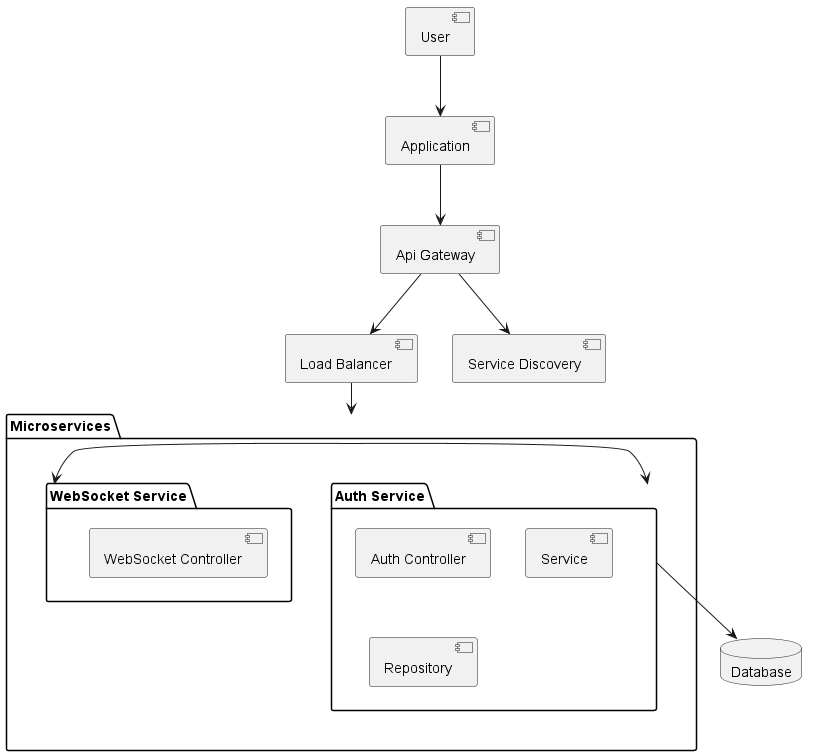 User
Application
Api Gateway
Load Balancer
Service Discovery
Microservices
WebSocket Service
Auth Service
WebSocket Controller
Auth Controller
Service
Repository
Database